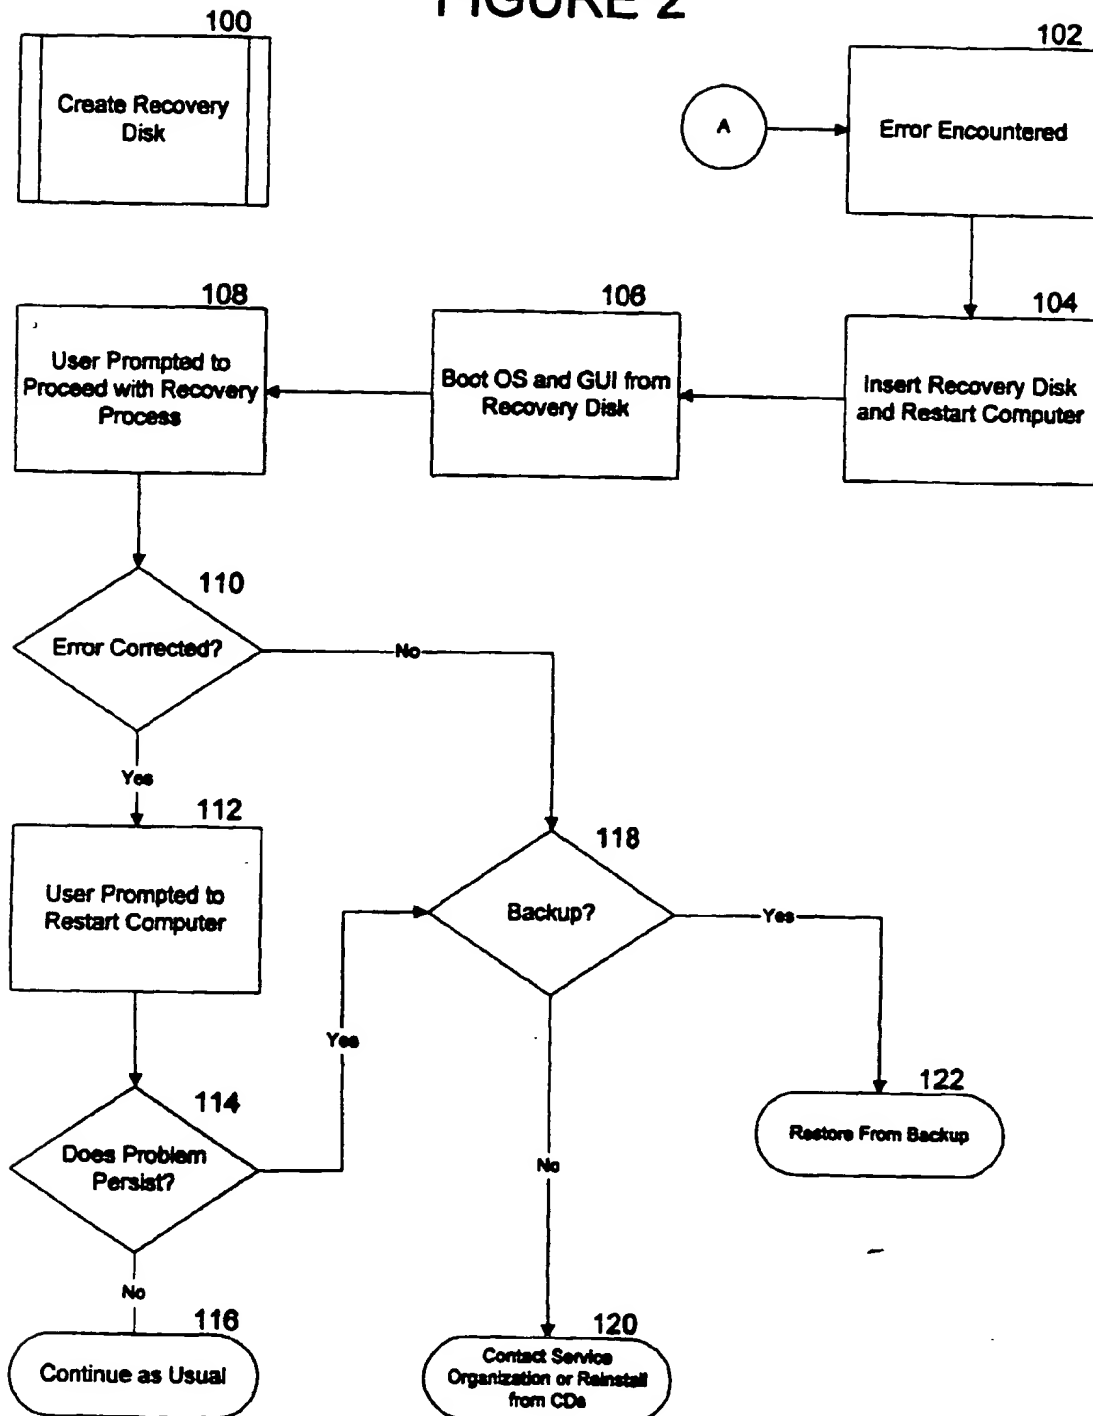 FIGURE 2
100
Create Recovery
Disk
A
102
Error Encountered
108
User Prompted to
Proceed with Recovery
Process
106
Boot OS and GUI from
Recovery Disk
104
Insert Recovery Disk
and Restart Computer
110
Error Corrected?
No
Yes
112
User Prompted to
Restart Computer
118
Backup?
Yes
Yes
114
Does Problem
Persist?
122
Restore From Backup
No
No
116
Continue as Usual
120
Contact Service
Organization or Reinstall
from CDs